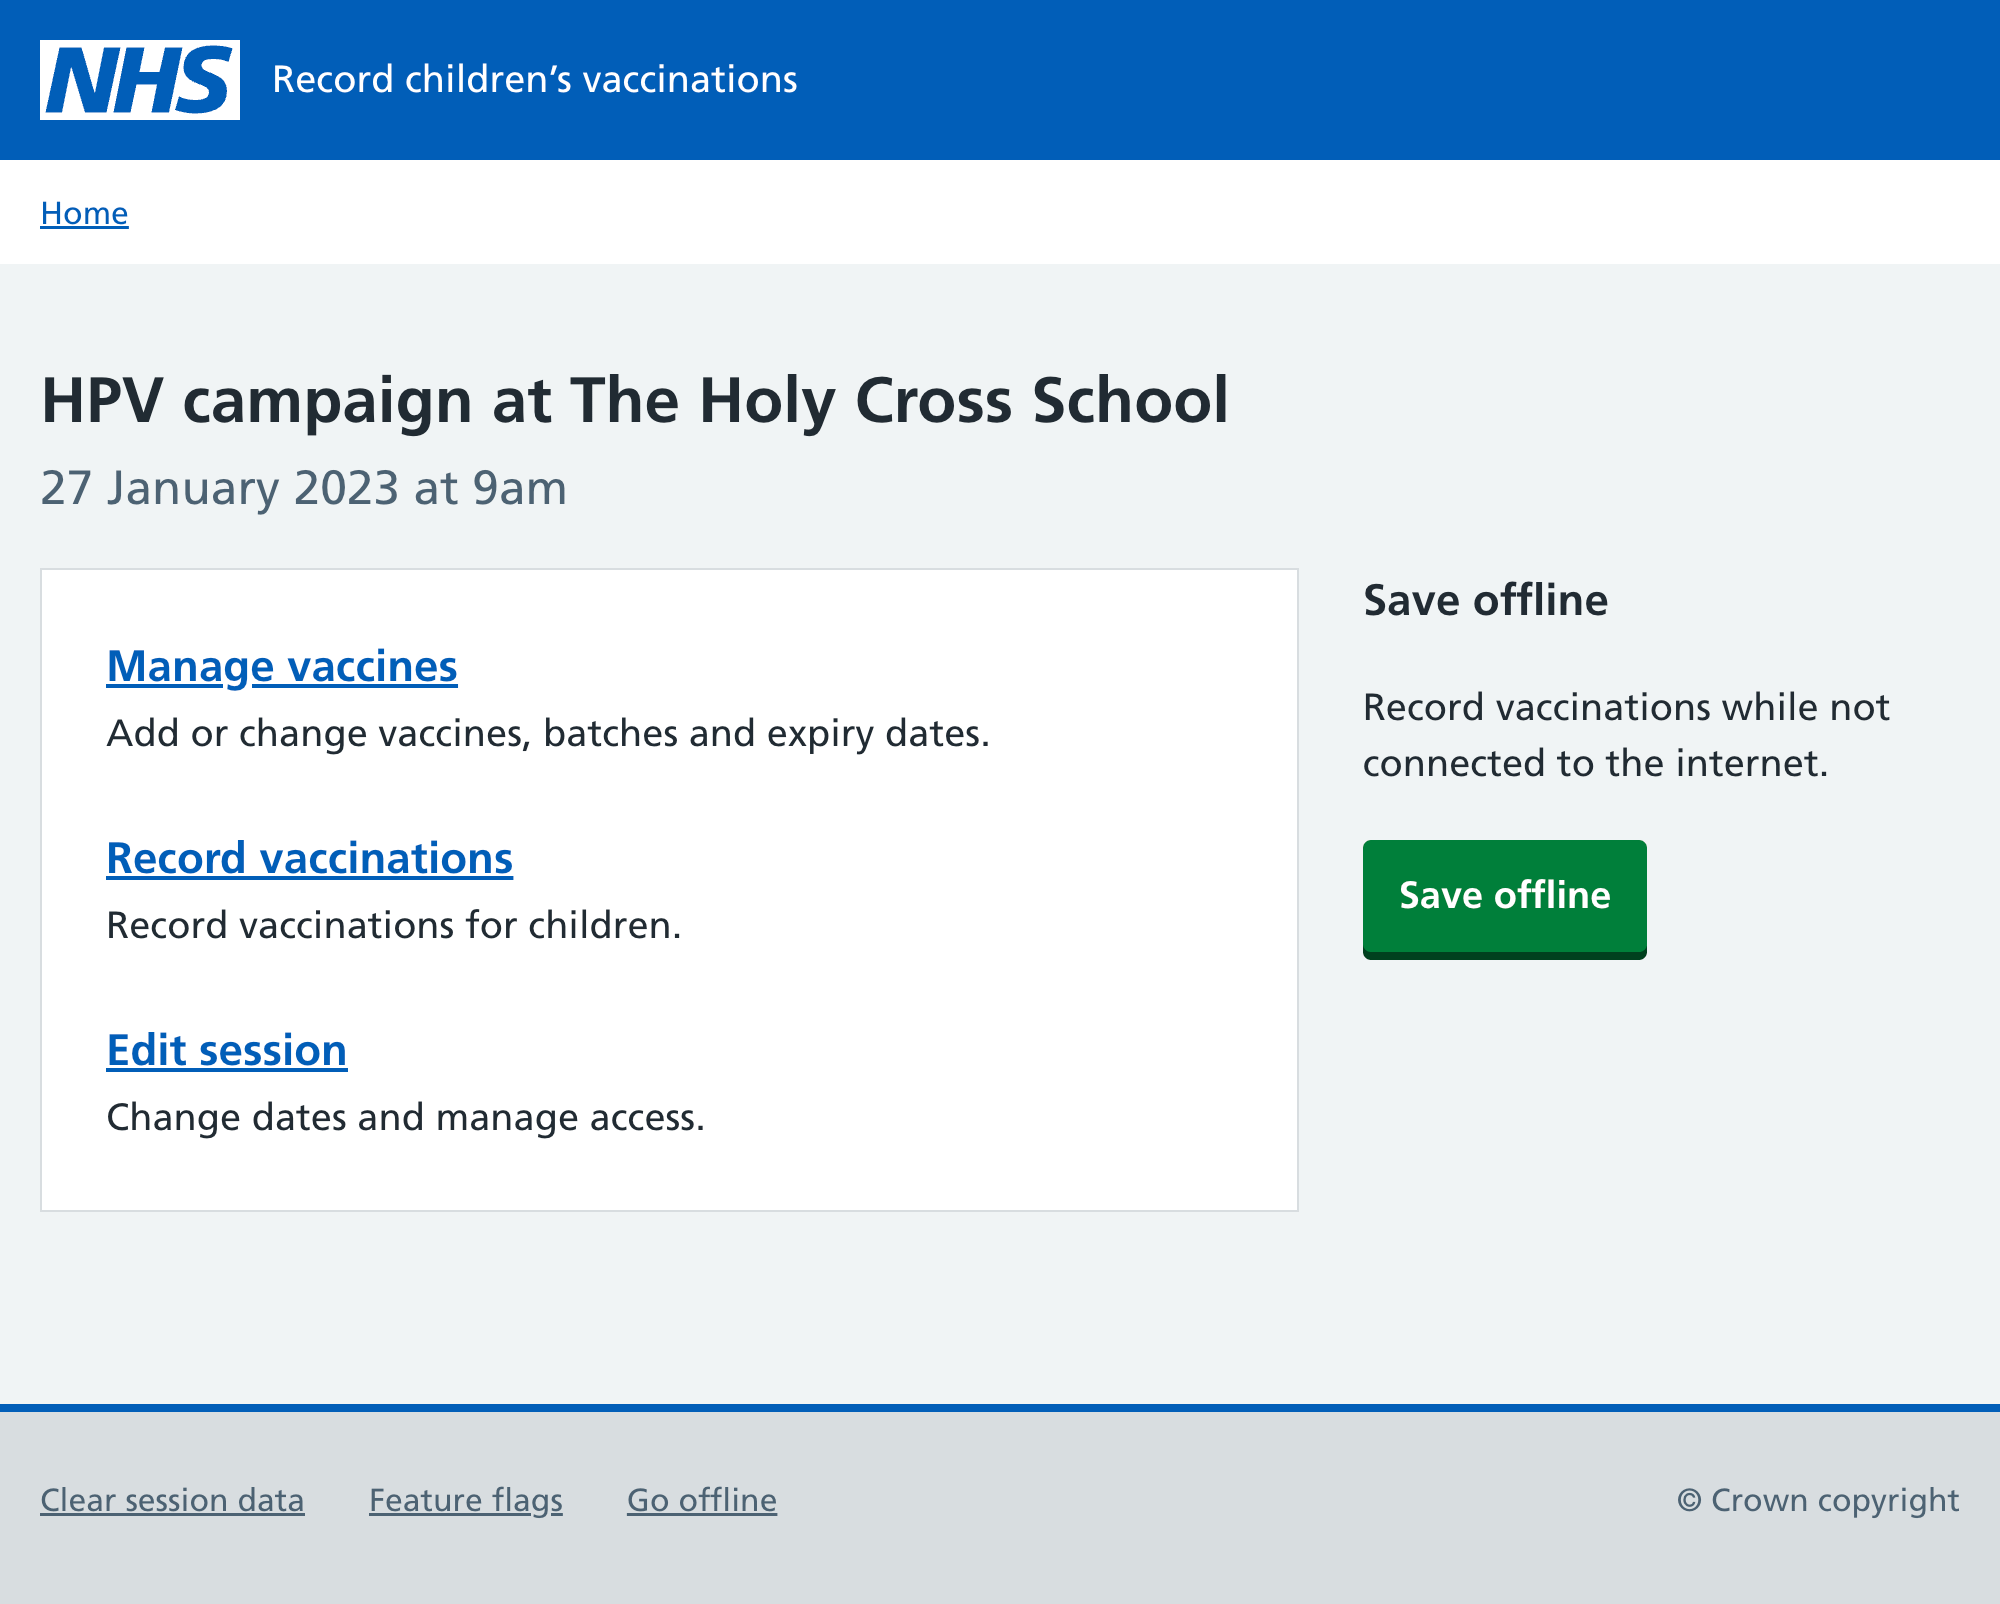 NHS Record children’s vaccinations
Home
HPV campaign at The Holy Cross School
27 January 2023 at 9am
Manage vaccines
Add or change vaccines, batches and expiry dates.
Record vaccinations
Record vaccinations for children.
Edit session
Change dates and manage access.
Save offline
Record vaccinations while not
connected to the internet.
Save offline
Clear session data Feature flags Go offline © Crown copyright